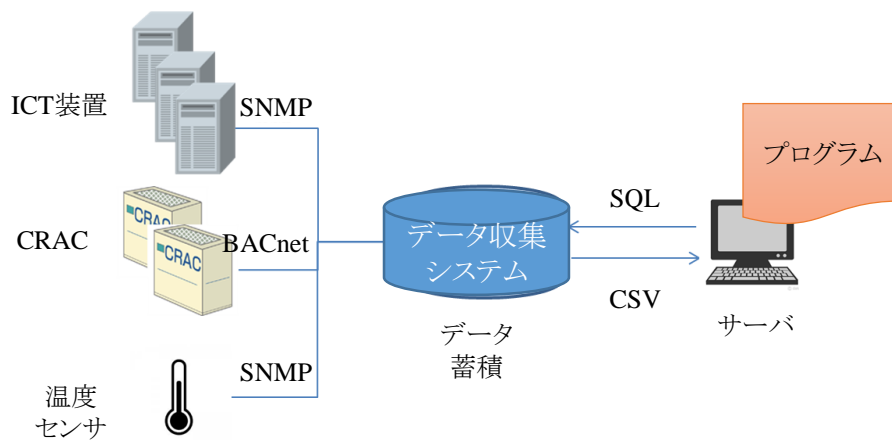 ICT装置
SNMP
プログラム
CRAC
CRAC
CRAC
BACnet
データ収集
システム
SQL
CSV
データ
蓄積
サーバ
温度
センサ
SNMP